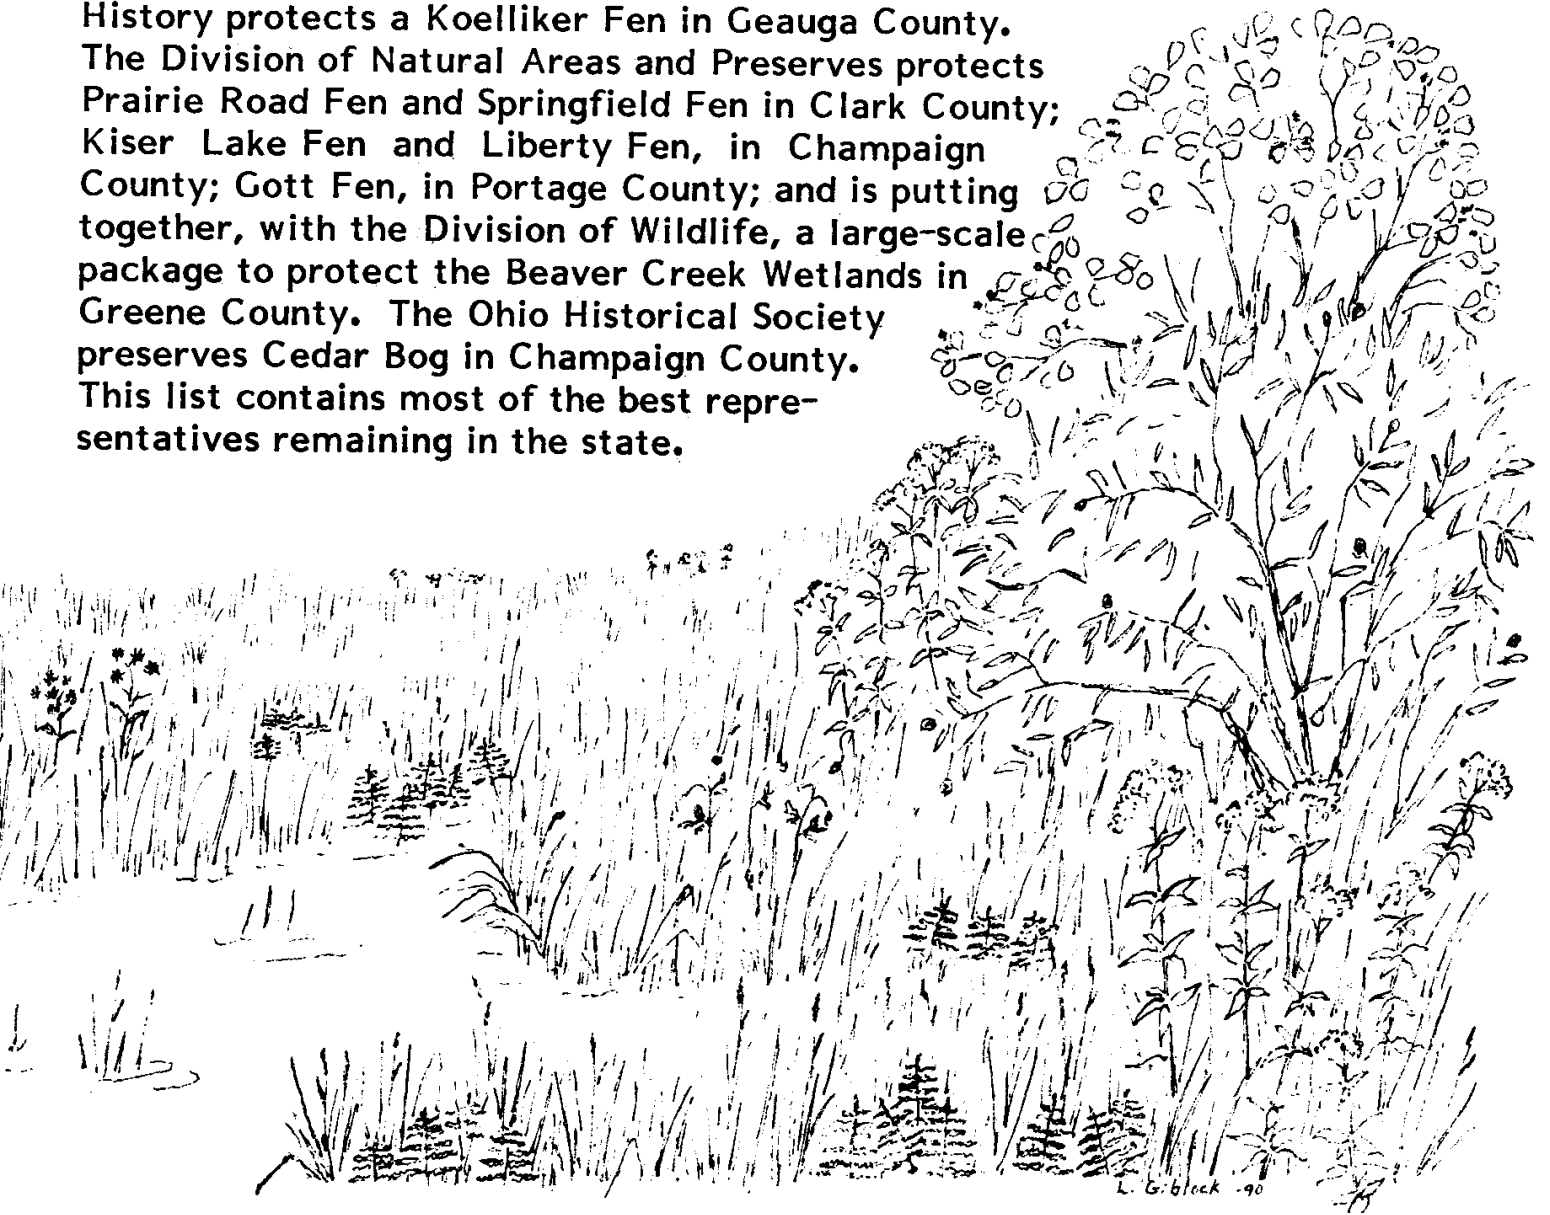 History protects a Koelliker Fen in Geauga County.
The Division of Natural Areas and Preserves protects
Prairie Road Fen and Springfield Fen in Clark County;
Kiser Lake Fen and Liberty Fen, in Champaign
County; Gott Fen, in Portage County; and is putting
together, with the Division of Wildlife, a large-scale
package to protect the Beaver Creek Wetlands in
Greene County. The Ohio Historical Society
preserves Cedar Bog in Champaign County.
This list contains most of the best repre-
sentatives remaining in the state.
L. Giblock -90